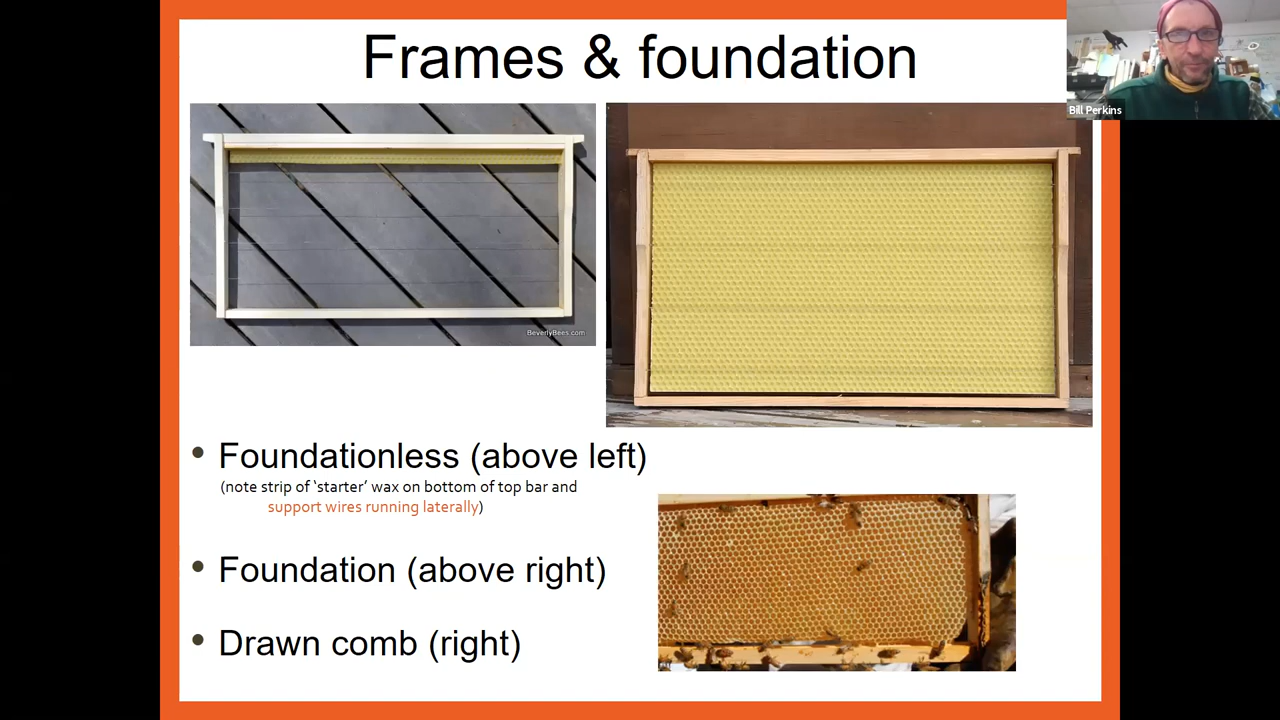 Frames & foundation
Bill Perkins
BeverlyBees.com
• Foundationless (above left)
(note strip of ‘starter’ wax on bottom of top bar and
support wires running laterally)
• Foundation (above right)
• Drawn comb (right)